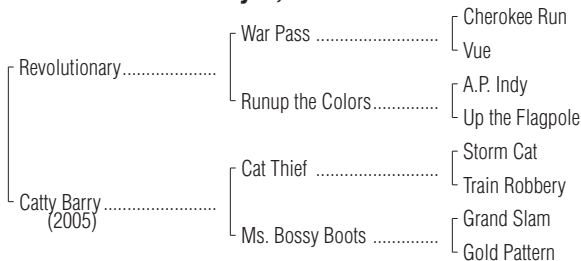 Cherokee Run
War Pass ............................
Vue
Revolutionary.....................
A.P. Indy
Runup the Colors..............
Up the Flagpole
Storm Cat
Cat Thief ............................
Train Robbery
Catty Barry .........................
(2005)
Grand Slam
Ms. Bossy Boots ...............
Gold Pattern